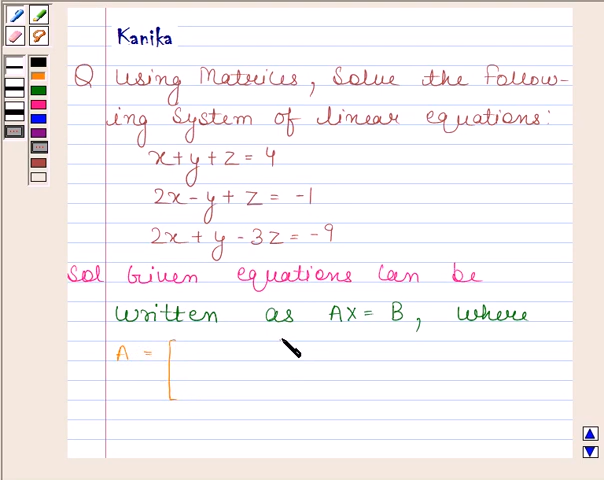 Kanika
Q Using Matrices, Solve the follow-
ing System of linear equations:
x+y+z=4
2x-y+z=-1
2x+y-3z=-9
Sol Given equations can be
written as AX=B, where
A=[